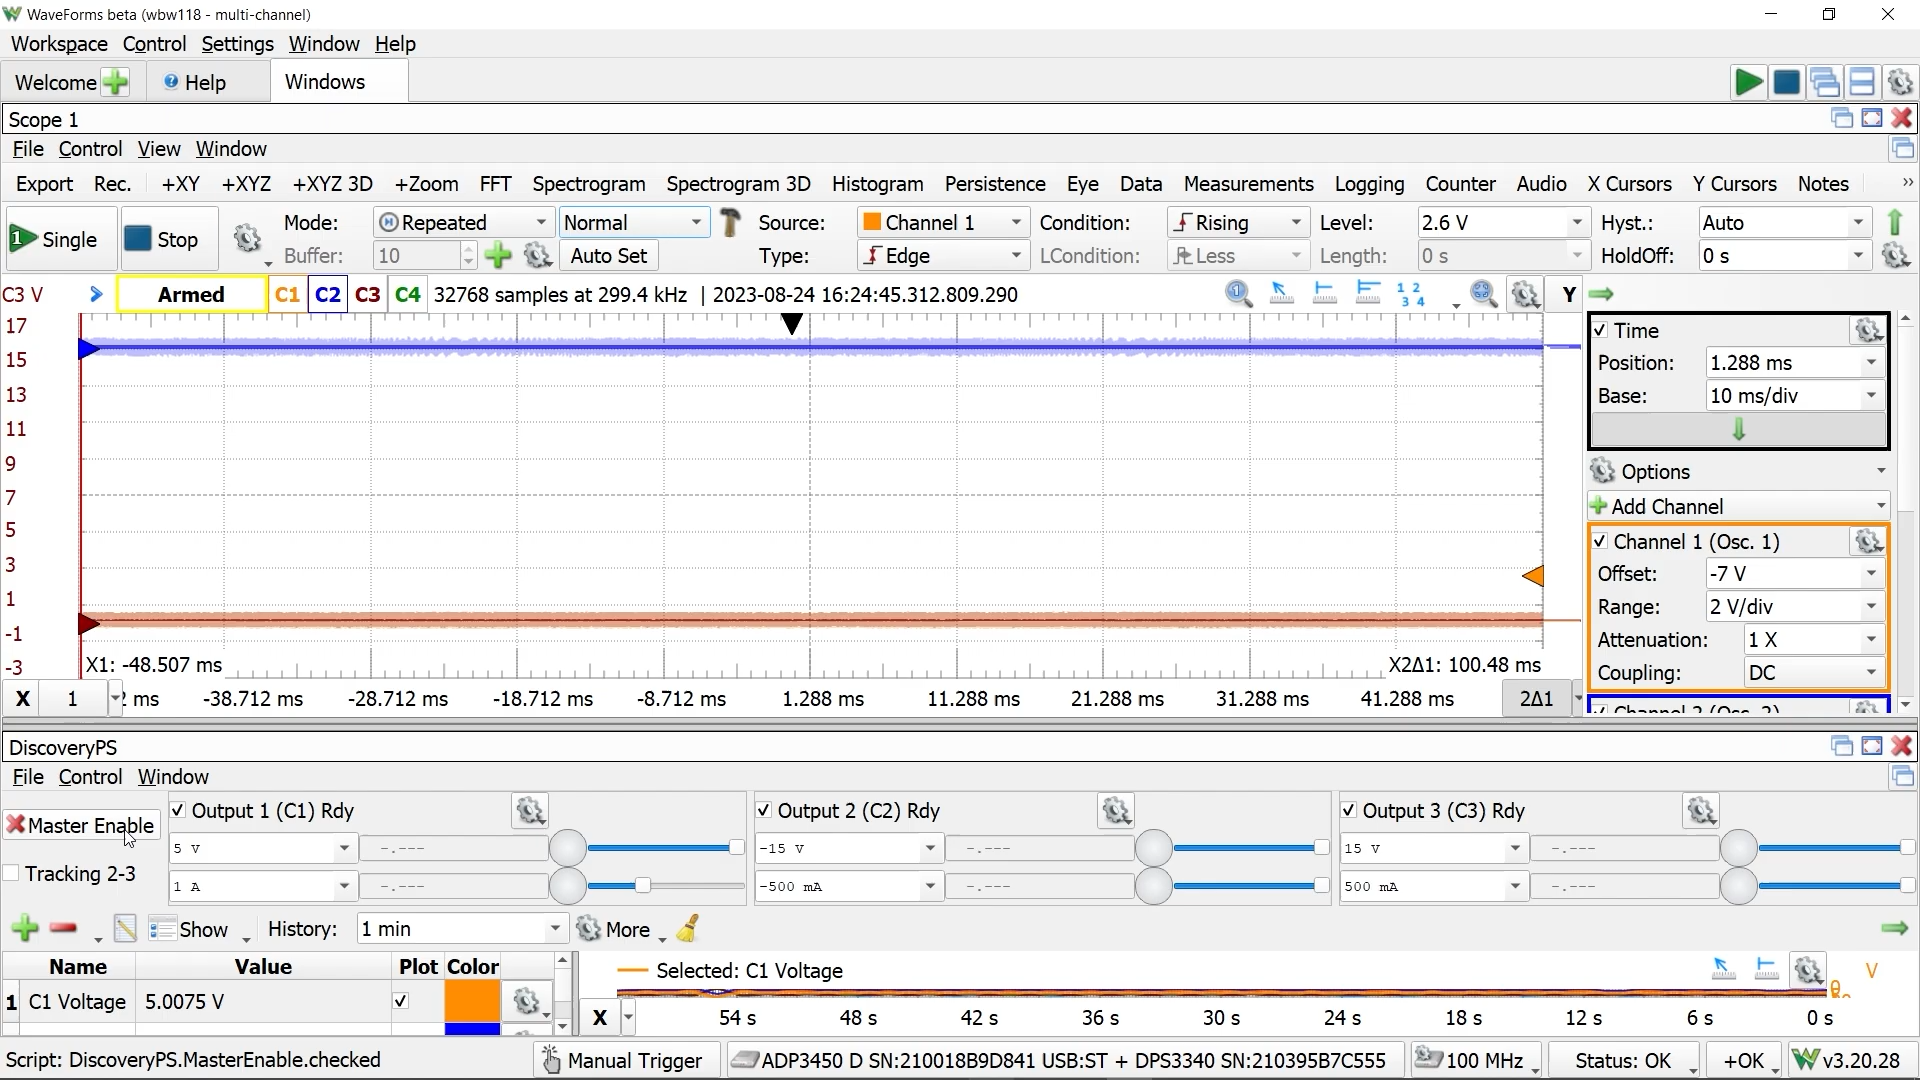 WaveForms beta (wbw118 - multi-channel)
Workspace Control Settings Window Help
Welcome Help Windows
Scope 1
File Control View Window
Export Rec. +XY +XYZ +XYZ 3D +Zoom FFT Spectrogram Spectrogram 3D Histogram Persistence Eye Data Measurements Logging Counter Audio X Cursors Y Cursors Notes »
1 Single Stop Mode: Repeated Normal Source: Channel 1 Condition: Rising Level: 2.6 V Hyst.: Auto
Buffer: 10 Auto Set Type: Edge LCondition: Less Length: 0 s HoldOff: 0 s
C3 V Armed C1 C2 C3 C4 32768 samples at 299.4 kHz | 2023-08-24 16:24:45.312.809.290 Y
17
15
13
11
9
7
5
3
1
-1
-3
X1: -48.507 ms X2Δ1: 100.48 ms
X 1 2 ms -38.712 ms -28.712 ms -18.712 ms -8.712 ms 1.288 ms 11.288 ms 21.288 ms 31.288 ms 41.288 ms 2Δ1
Time
Position: 1.288 ms
Base: 10 ms/div
Options
Add Channel
Channel 1 (Osc. 1)
Offset: -7 V
Range: 2 V/div
Attenuation: 1 X
Coupling: DC
Channel 2 (Osc. 2)
DiscoveryPS
File Control Window
Master Enable
Tracking 2-3
Output 1 (C1) Rdy
5 V -.---
1 A -.---
Output 2 (C2) Rdy
-15 V -.---
-500 mA -.---
Output 3 (C3) Rdy
15 V -.---
500 mA -.---
Show History: 1 min More
Name Value Plot Color
1 C1 Voltage 5.0075 V
Selected: C1 Voltage V
X 54 s 48 s 42 s 36 s 30 s 24 s 18 s 12 s 6 s 0 s
Script: DiscoveryPS.MasterEnable.checked Manual Trigger ADP3450 D SN:210018B9D841 USB:ST + DPS3340 SN:210395B7C555 100 MHz Status: OK +OK v3.20.28